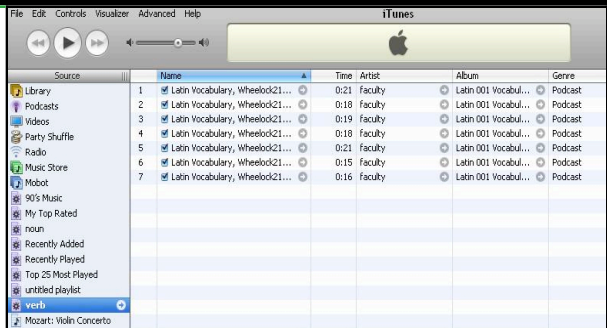 File Edit Controls Visualizer Advanced Help iTunes
Source Name Time Artist Album Genre
Library 1 Latin Vocabulary, Wheelock21... 0:21 faculty Latin 001 Vocabul... Podcast
Podcasts 2 Latin Vocabulary, Wheelock21... 0:18 faculty Latin 001 Vocabul... Podcast
Videos 3 Latin Vocabulary, Wheelock21... 0:19 faculty Latin 001 Vocabul... Podcast
Party Shuffle 4 Latin Vocabulary, Wheelock21... 0:18 faculty Latin 001 Vocabul... Podcast
Radio 5 Latin Vocabulary, Wheelock21... 0:21 faculty Latin 001 Vocabul... Podcast
Music Store 6 Latin Vocabulary, Wheelock21... 0:15 faculty Latin 001 Vocabul... Podcast
Mobot 7 Latin Vocabulary, Wheelock21... 0:16 faculty Latin 001 Vocabul... Podcast
90's Music
My Top Rated
noun
Recently Added
Recently Played
Top 25 Most Played
untitled playlist
verb
Mozart: Violin Concerto